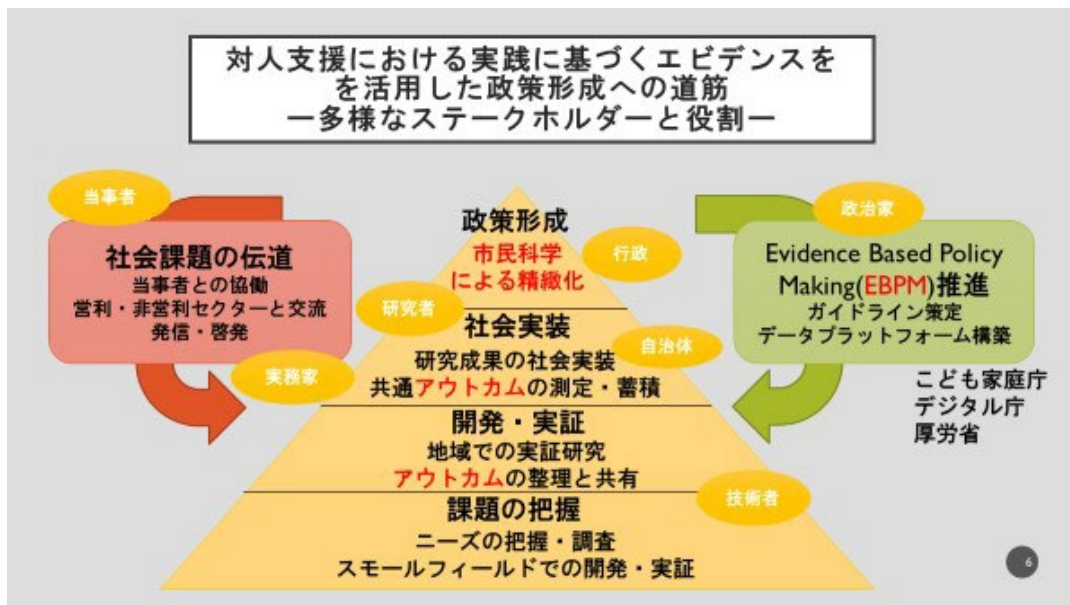 対人支援における実践に基づくエビデンスを
を活用した政策形成への道筋
ー多様なステークホルダーと役割ー
当事者
社会課題の伝道
当事者との協働
営利・非営利セクターと交流
発信・啓発
実務家
政策形成
市民科学
による精緻化
行政
研究者
社会実装
自治体
研究成果の社会実装
共通アウトカムの測定・蓄積
開発・実証
地域での実証研究
アウトカムの整理と共有
技術者
課題の把握
ニーズの把握・調査
スモールフィールドでの開発・実証
政治家
Evidence Based Policy
Making(EBPM)推進
ガイドライン策定
データプラットフォーム構築
こども家庭庁
デジタル庁
厚労省
6